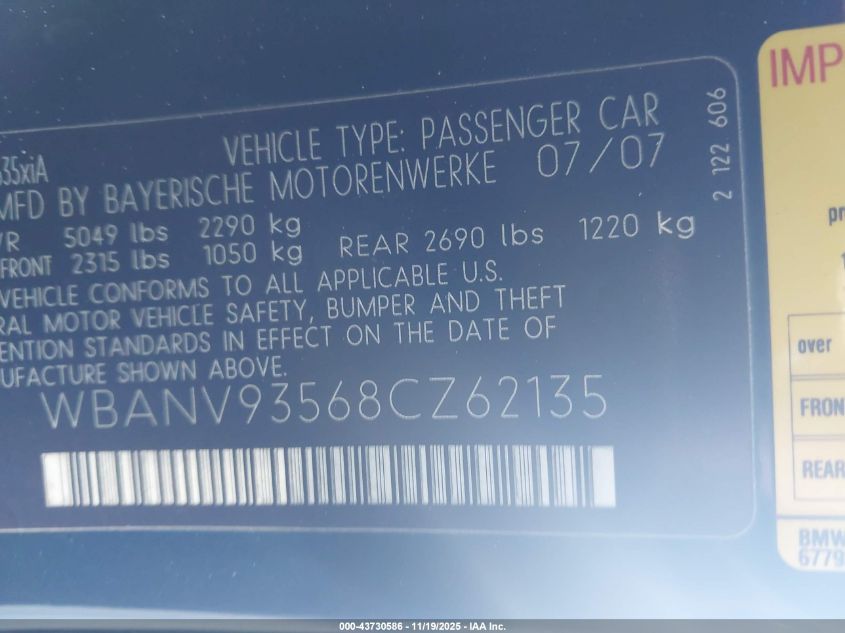 535xiA
VEHICLE TYPE: PASSENGER CAR
MFD BY BAYERISCHE MOTORENWERKE 07/07
VR 5049 lbs 2290 kg
FRONT 2315 lbs 1050 kg REAR 2690 lbs 1220 kg
VEHICLE CONFORMS TO ALL APPLICABLE U.S.
RAL MOTOR VEHICLE SAFETY, BUMPER AND THEFT
ENTION STANDARDS IN EFFECT ON THE DATE OF
UFACTURE SHOWN ABOVE.
WBANV93568CZ62135
2 122 606
IMP
pr
over
FRON
REAR
BMW
6779
000-43730586 - 11/19/2025 - IAA Inc.